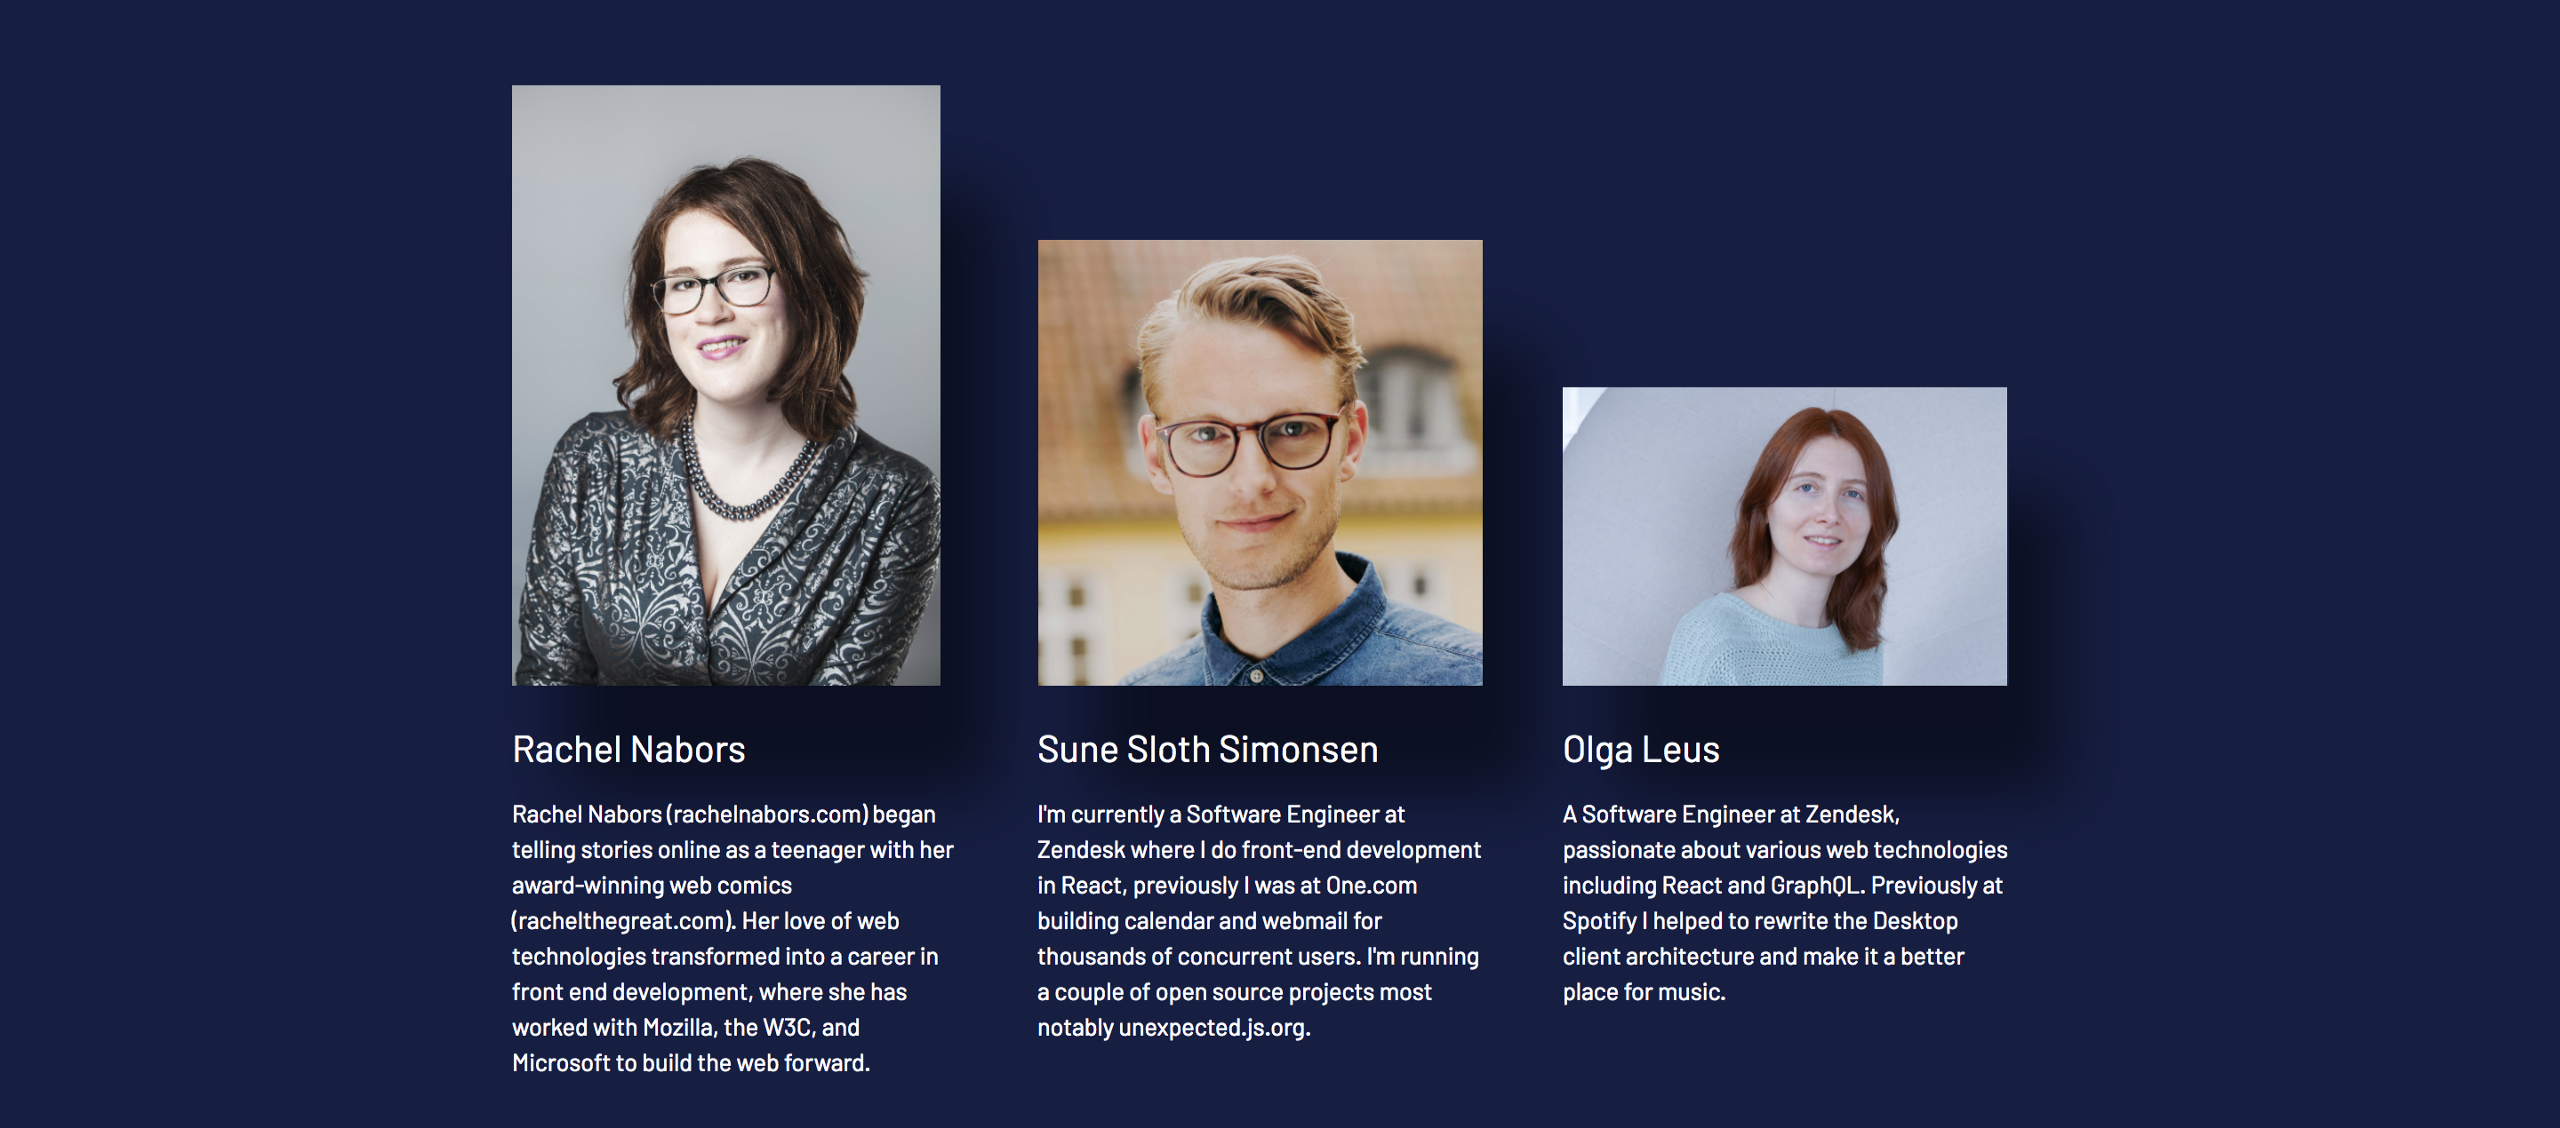 Rachel Nabors
Rachel Nabors (rachelnabors.com) began
telling stories online as a teenager with her
award-winning web comics
(rachelthegreat.com). Her love of web
technologies transformed into a career in
front end development, where she has
worked with Mozilla, the W3C, and
Microsoft to build the web forward.
Sune Sloth Simonsen
I'm currently a Software Engineer at
Zendesk where I do front-end development
in React, previously I was at One.com
building calendar and webmail for
thousands of concurrent users. I'm running
a couple of open source projects most
notably unexpected.js.org.
Olga Leus
A Software Engineer at Zendesk,
passionate about various web technologies
including React and GraphQL. Previously at
Spotify I helped to rewrite the Desktop
client architecture and make it a better
place for music.